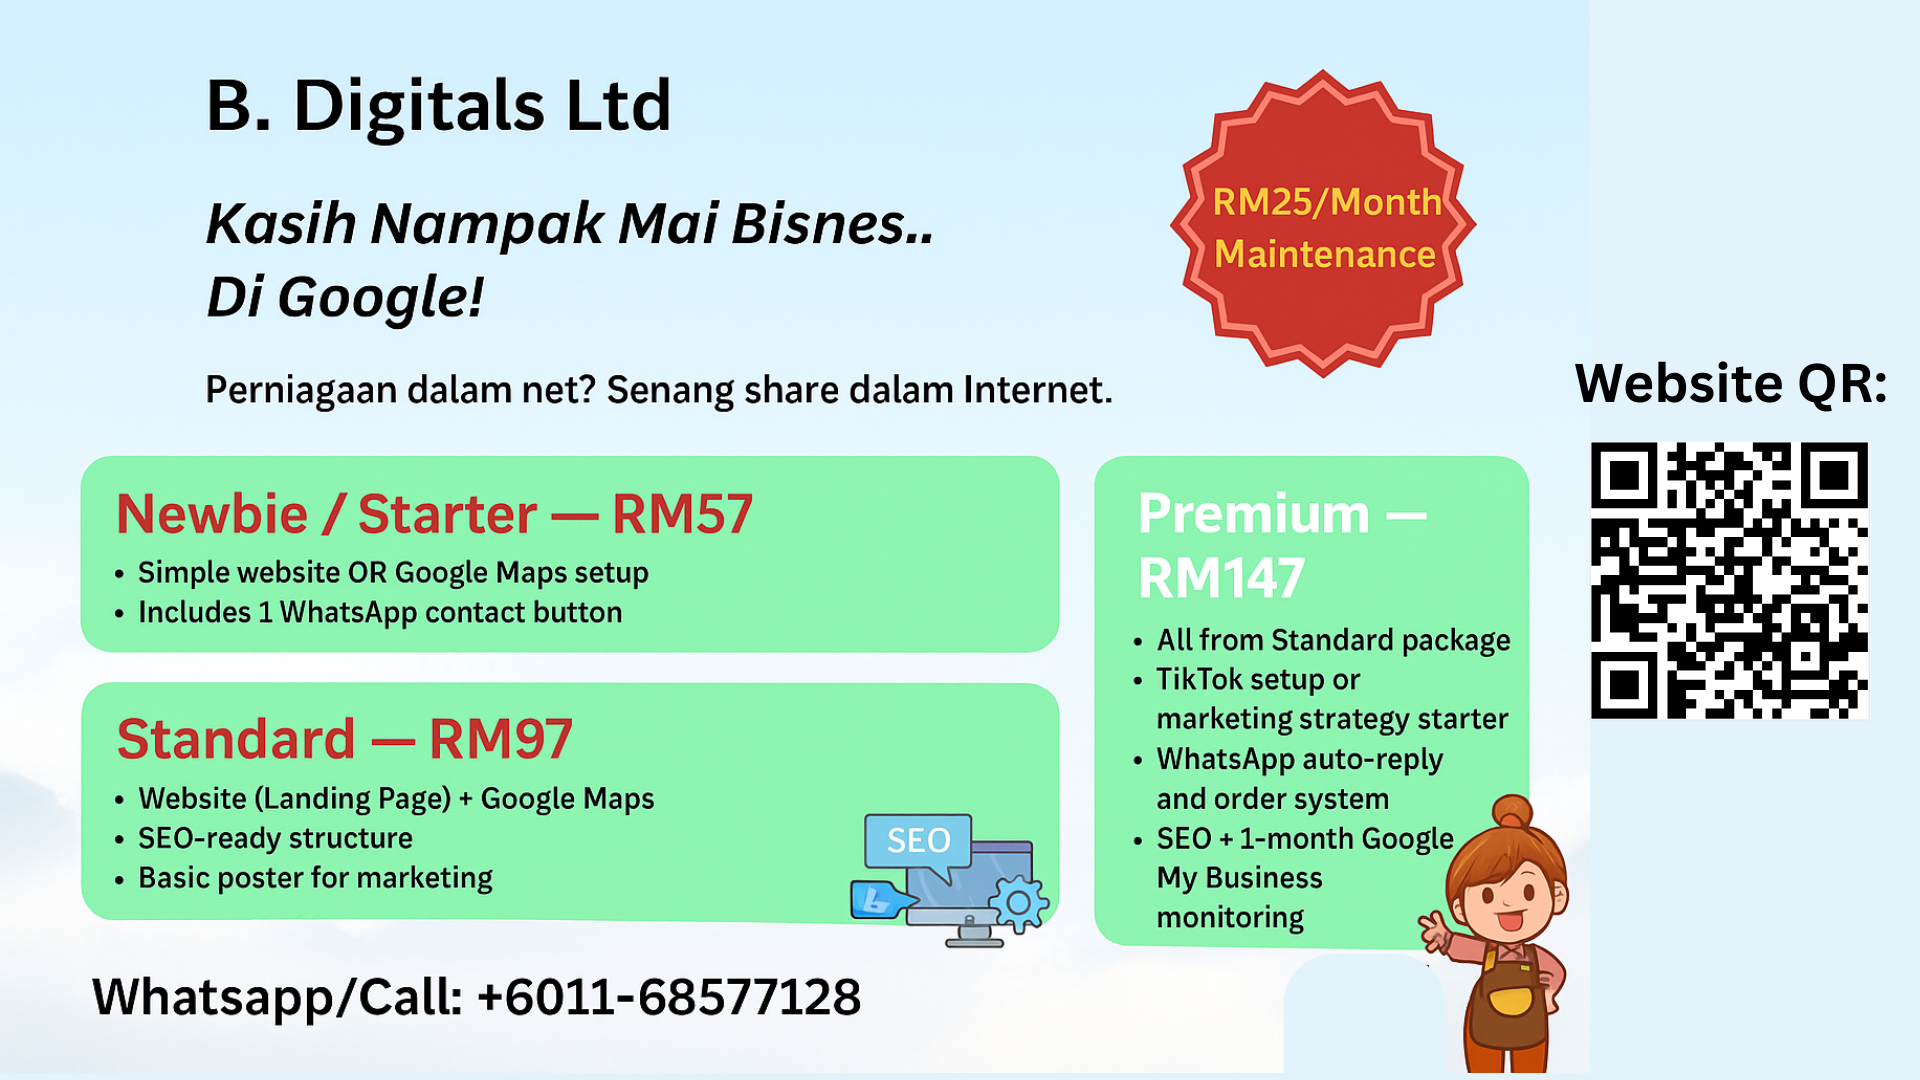 B. Digitals Ltd
Kasih Nampak Mai Bisnes..
Di Google!
Perniagaan dalam net? Senang share dalam Internet.
RM25/Month
Maintenance
Website QR:
Newbie / Starter — RM57
• Simple website OR Google Maps setup
• Includes 1 WhatsApp contact button
Standard — RM97
• Website (Landing Page) + Google Maps
• SEO-ready structure
• Basic poster for marketing
SEO
Premium —
RM147
• All from Standard package
• TikTok setup or
marketing strategy starter
• WhatsApp auto-reply
and order system
• SEO + 1-month Google
My Business
monitoring
Whatsapp/Call: +6011-68577128